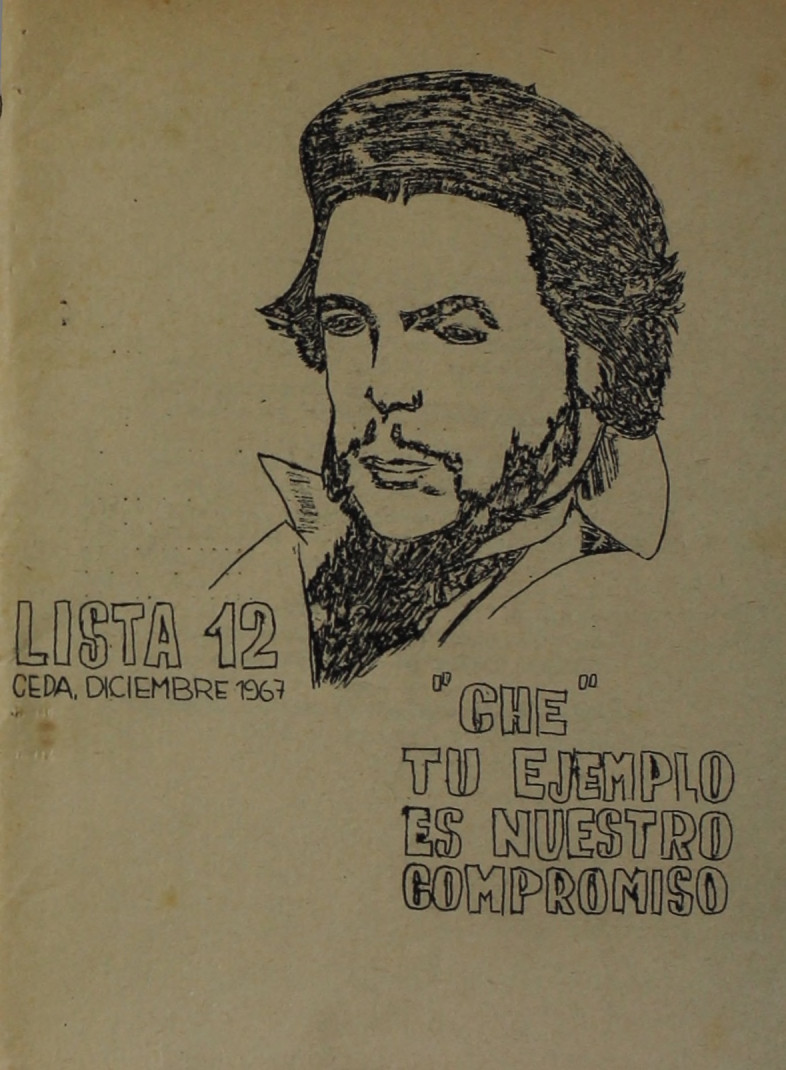 LISTA 12
CEDA, DICIEMBRE 1967
"CHE"
TU EJEMPLO
ES NUESTRO
COMPROMISO